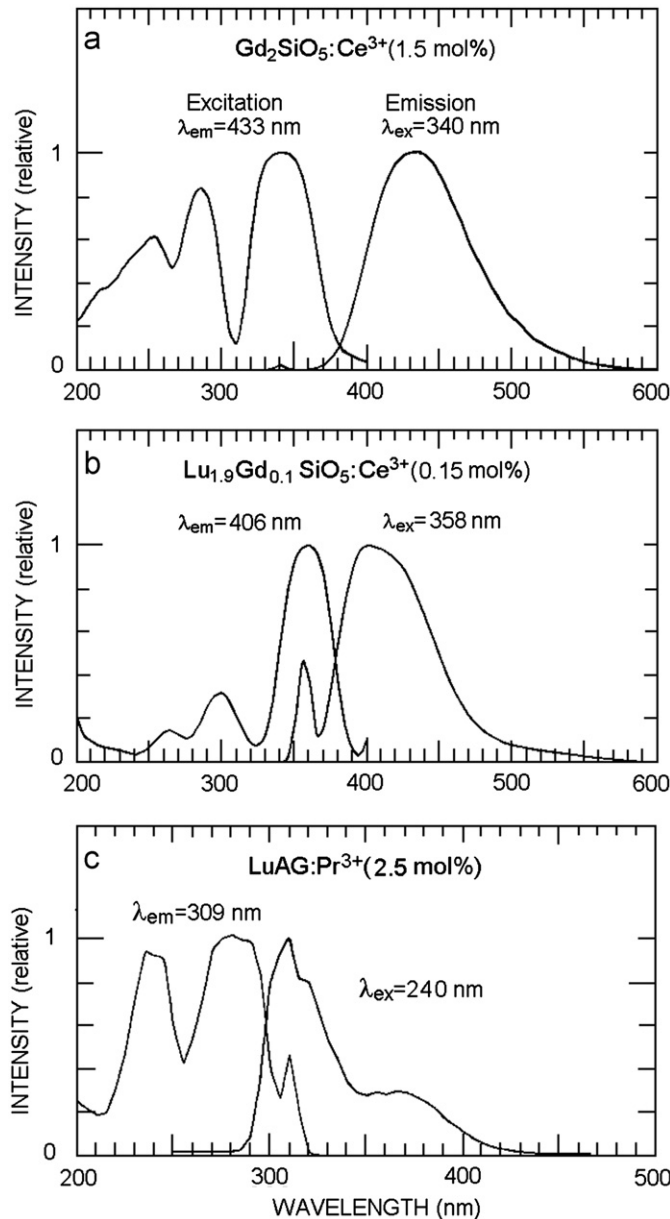 a
Gd₂SiO₅:Ce³⁺(1.5 mol%)
Excitation
λem=433 nm
Emission
λex=340 nm
INTENSITY (relative)
1
0
200
300
400
500
600
b
Lu₁.₉Gd₀.₁ SiO₅:Ce³⁺(0.15 mol%)
λem=406 nm
λex=358 nm
INTENSITY (relative)
1
0
200
300
400
500
600
c
LuAG:Pr³⁺(2.5 mol%)
λem=309 nm
λex=240 nm
INTENSITY (relative)
1
0
200
300
400
500
WAVELENGTH (nm)